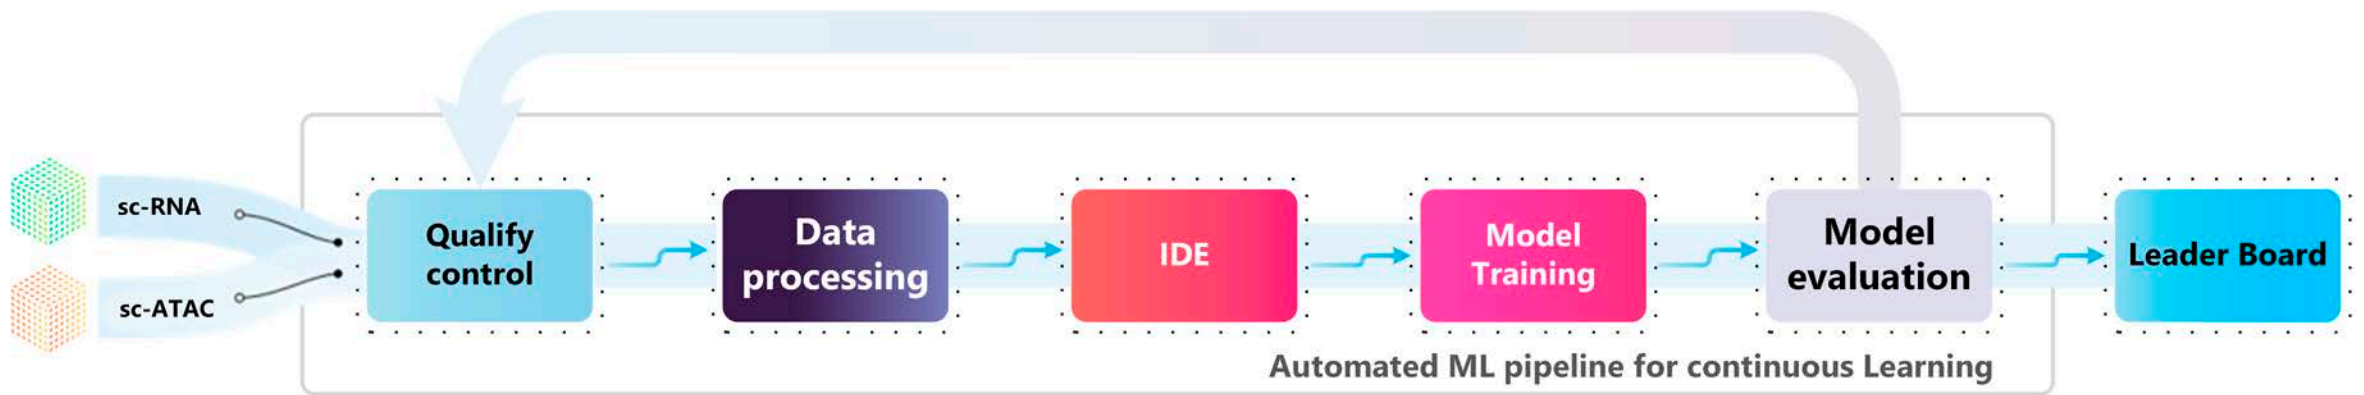 sc-RNA
sc-ATAC
Qualify
control
Data
processing
IDE
Model
Training
Model
evaluation
Leader Board
Automated ML pipeline for continuous Learning